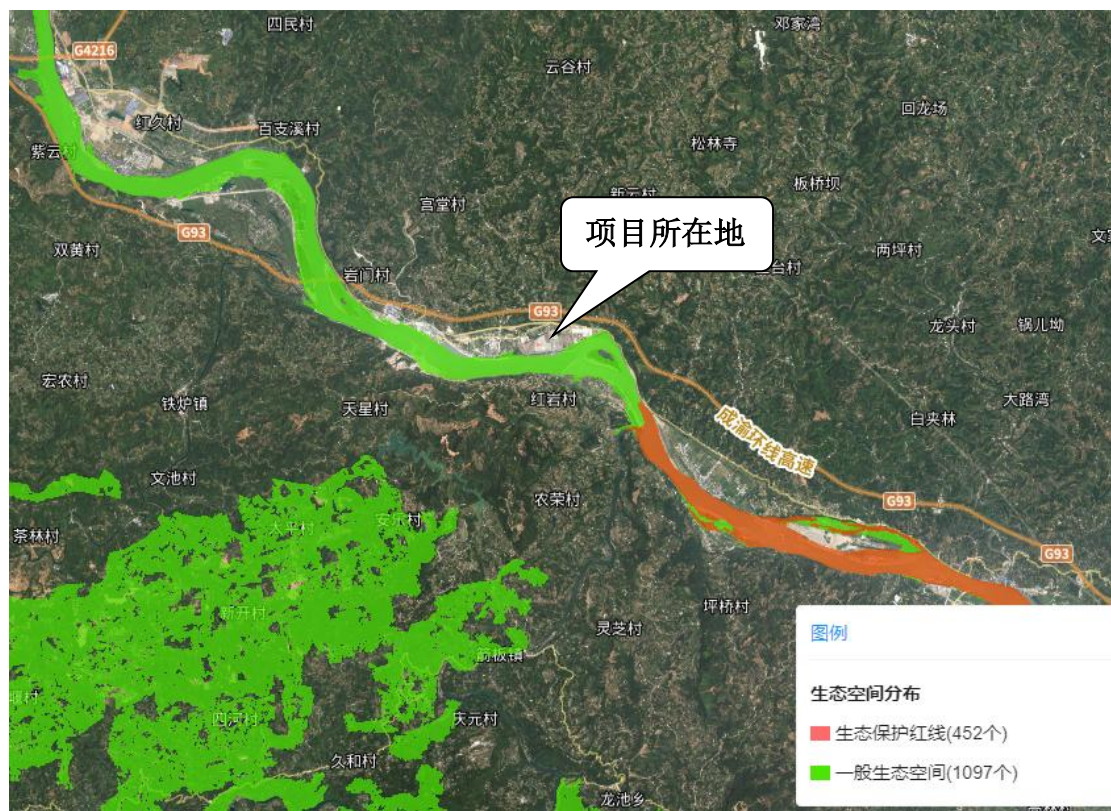 四民村
邓家湾
G4216
云谷村
回龙场
红久村
百支溪村
松林寺
紫云村
板桥坝
新云村
宫堂村
项目所在地
G93
双黄村
两坪村
岩门村
台村
G93
龙头村
锅儿坳
宏农村
铁炉镇
天星村
红岩村
大路湾
白夹林
成渝环线高速
文池村
农荣村
G93
安乐村
太平村
茶林村
G93
新开村
坪桥村
灵芝村
箭板镇
图例
生态空间分布
四河村
庆元村
生态保护红线(452个)
久和村
一般生态空间(1097个)
龙池乡